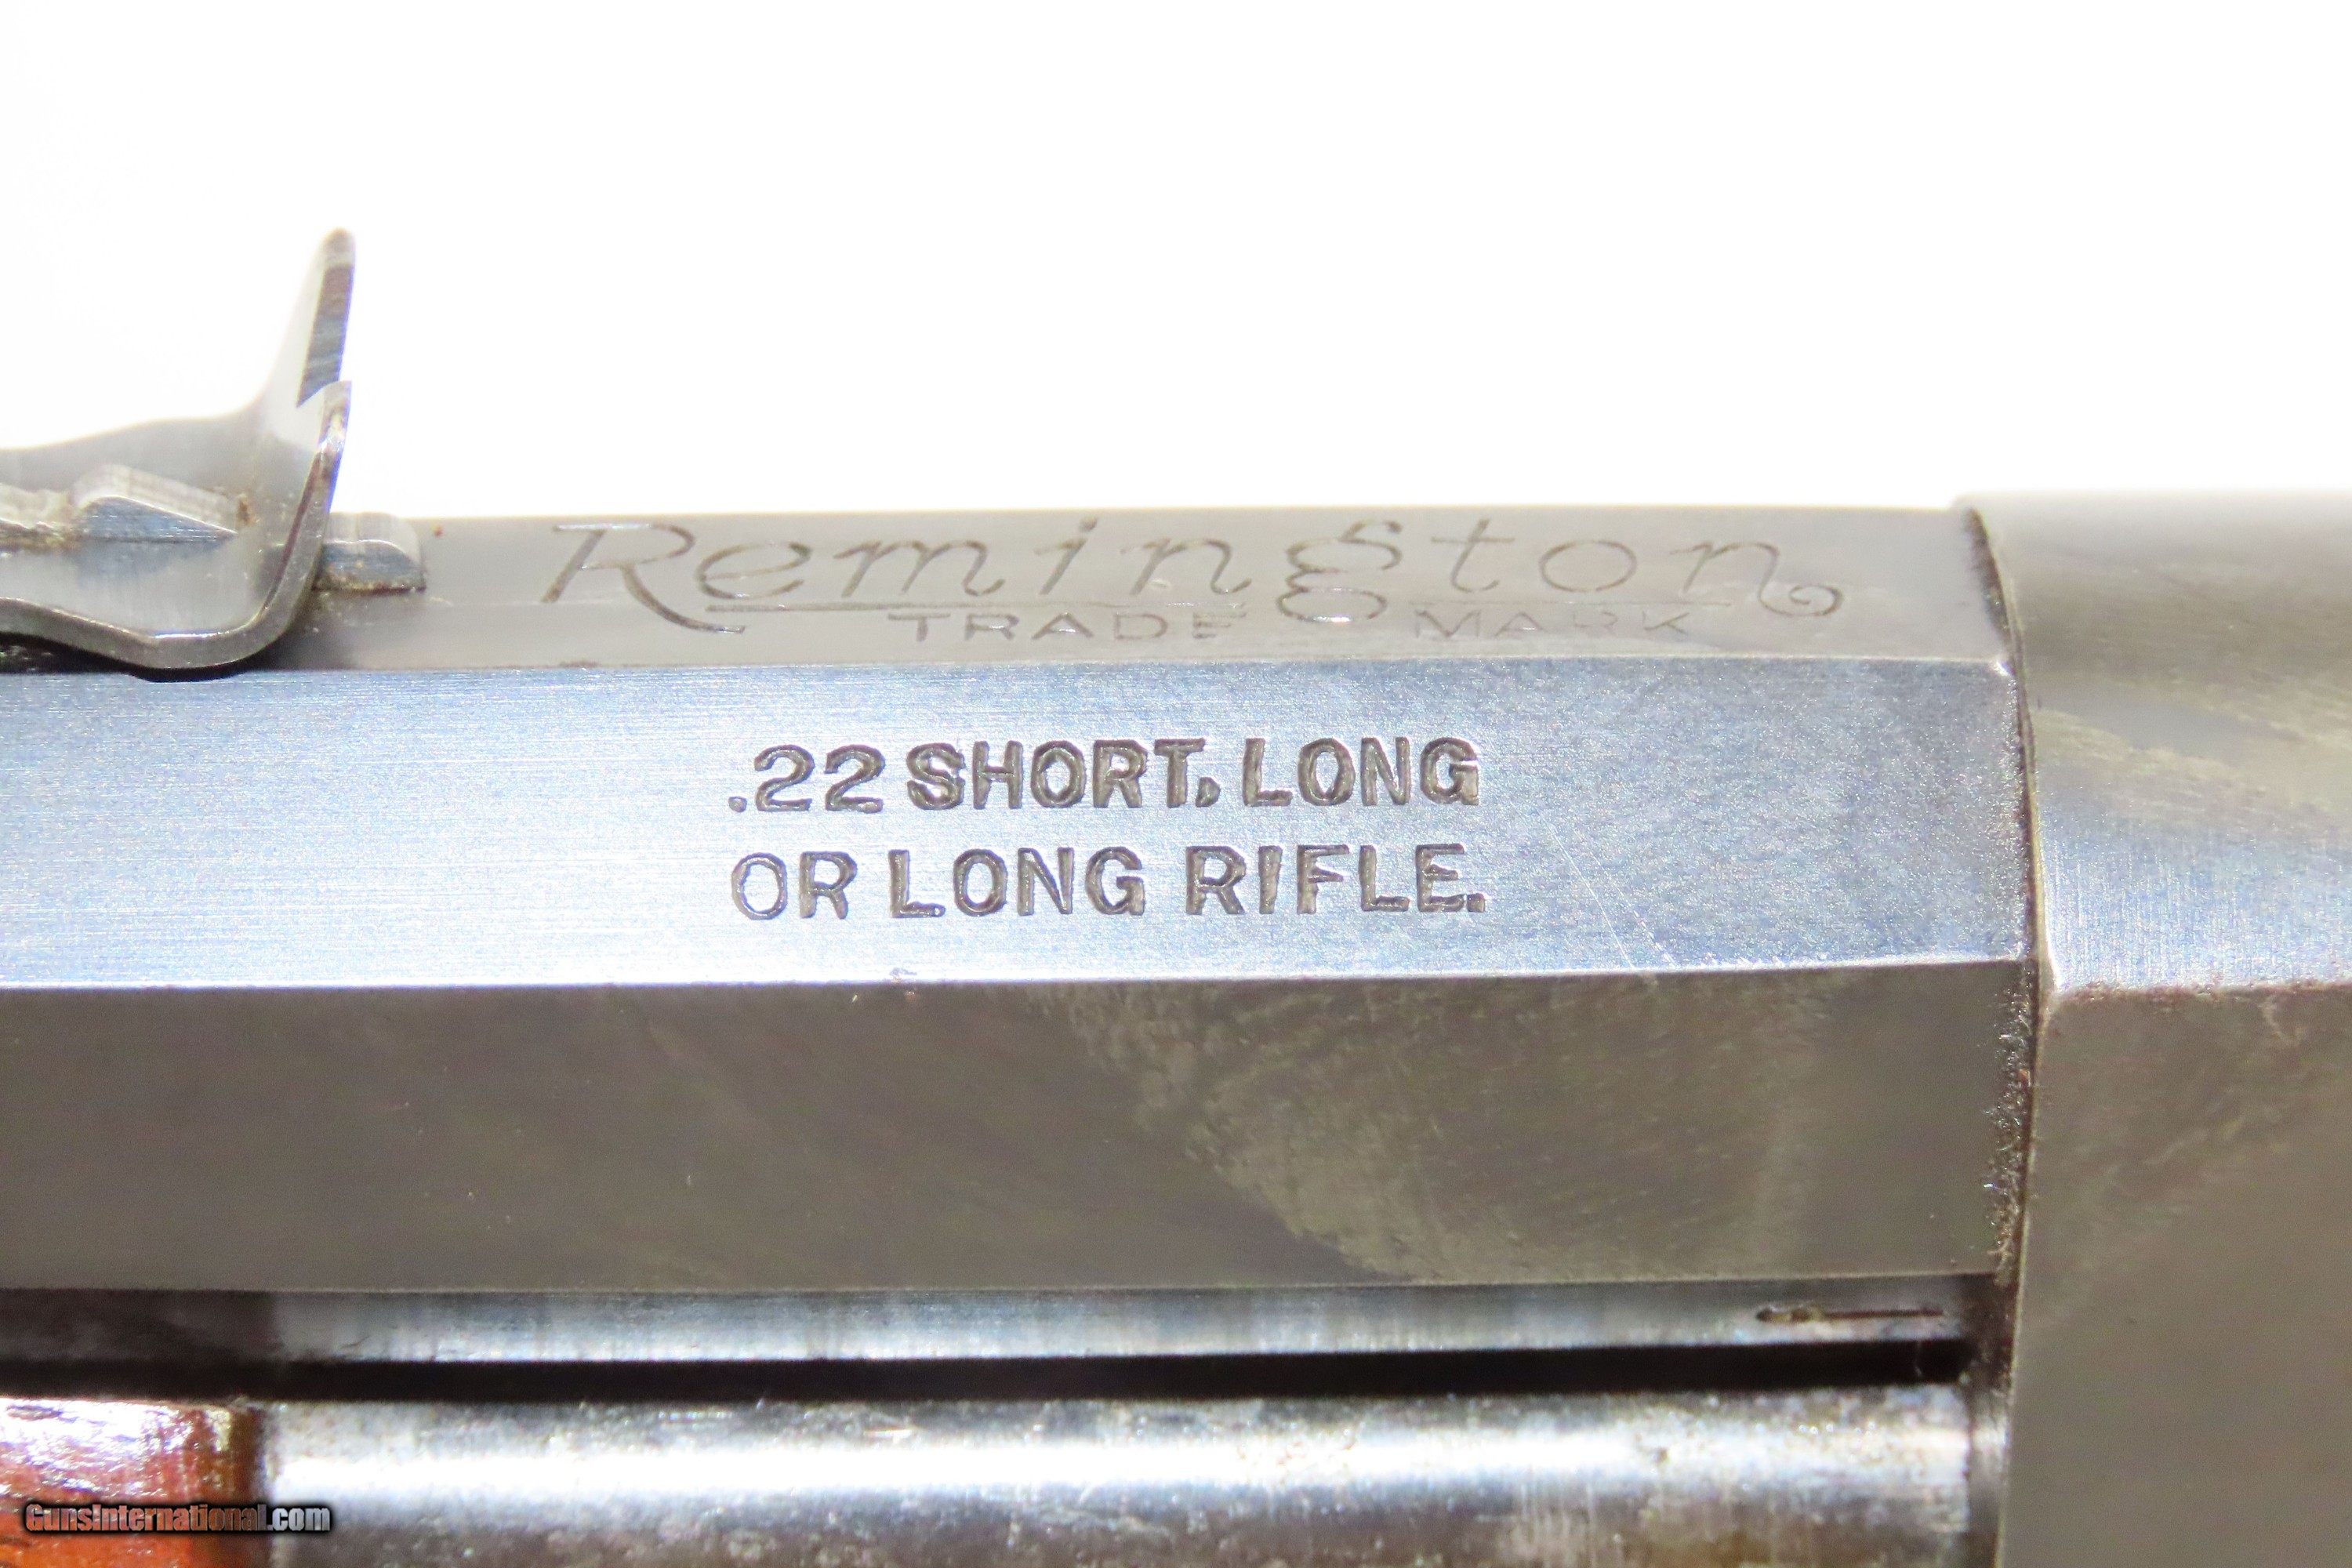 Remington
TRADE MARK
.22 SHORT, LONG
OR LONG RIFLE.
GunsInternational.com